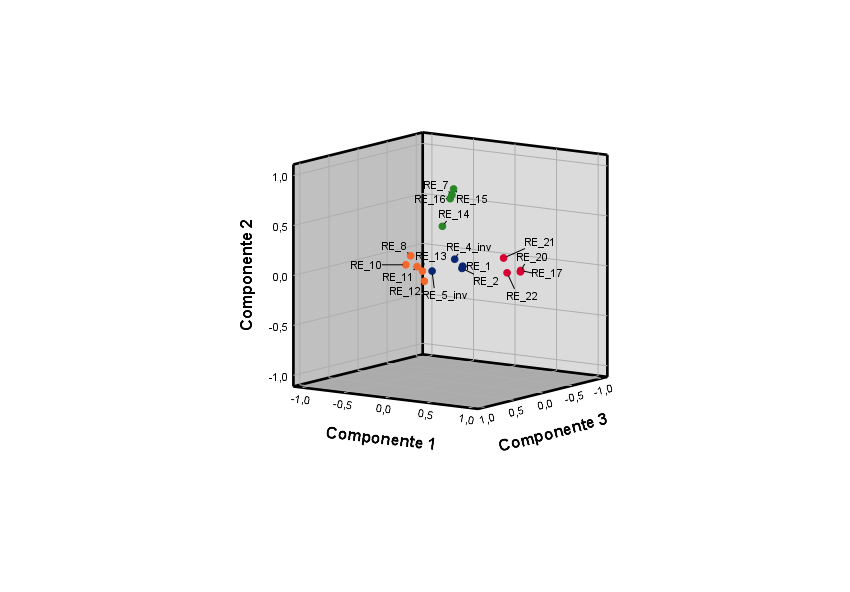 1,0
0,5
0,0
-0,5
-1,0
Componente 2
RE_7
RE_16
RE_15
RE_14
RE_8
RE_13
RE_10
RE_11
RE_12
RE_5_inv
RE_4_inv
RE_1
RE_2
RE_21
RE_20
RE_17
RE_22
-1,0
-0,5
0,0
0,5
1,0
Componente 1
1,0
0,5
0,0
-0,5
-1,0
Componente 3